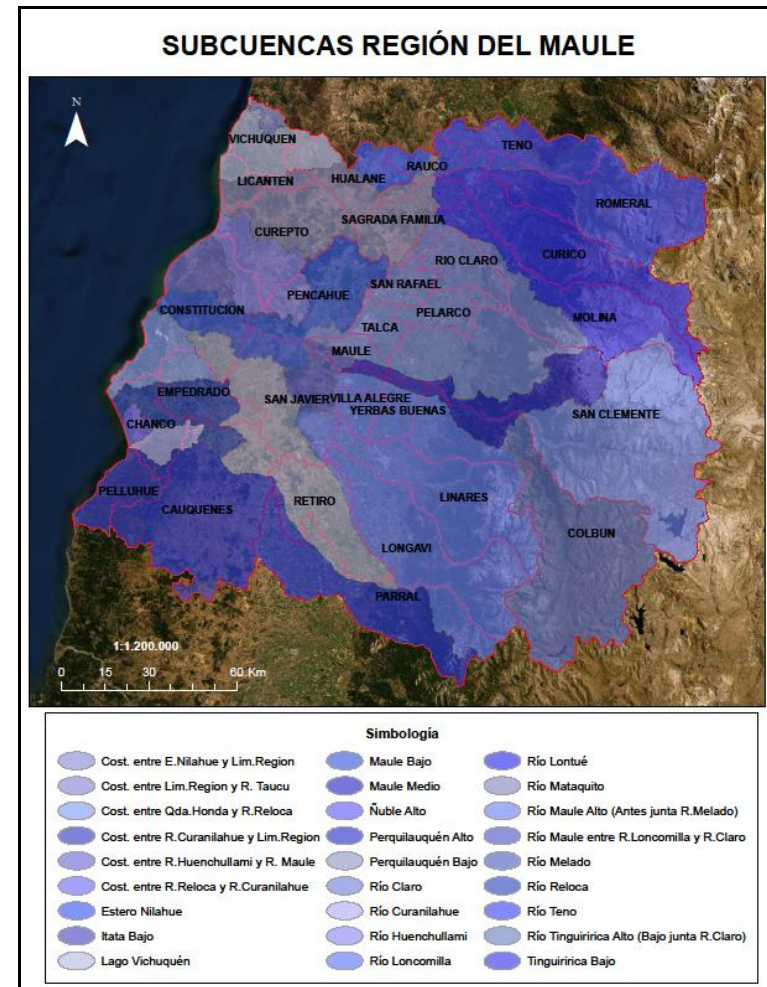 SUBCUENCAS REGIÓN DEL MAULE
N
VICHUQUEN
TENO
RAUCO
HUALANE
LICANTEN
ROMERAL
SAGRADA FAMILIA
CUREPTO
CURICO
RIO CLARO
SAN RAFAEL
PENCAHUE
CONSTITUCION
PELARCO
MOLINA
TALCA
MAULE
EMPEDRADO
SAN JAVIER
VILLA ALEGRE
YERBAS BUENAS
SAN CLEMENTE
CHANCO
PELLUHUE
CAUQUENES
RETIRO
LINARES
COLBUN
LONGAVI
PARRAL
1:1.200.000
0 15 30 60 Km
Simbología
Cost. entre E.Nilahue y Lim.Region
Cost. entre Lim.Region y R. Taucu
Cost. entre Qda.Honda y R.Reloca
Cost. entre R.Curanilahue y Lim.Region
Cost. entre R.Huenchullami y R. Maule
Cost. entre R.Reloca y R.Curanilahue
Estero Nilahue
Itata Bajo
Lago Vichuquén
Maule Bajo
Maule Medio
Ñuble Alto
Perquilauquén Alto
Perquilauquén Bajo
Río Claro
Río Curanilahue
Río Huenchullami
Río Loncomilla
Río Lontué
Río Mataquito
Río Maule Alto (Antes junta R.Melado)
Río Maule entre R.Loncomilla y R.Claro
Río Melado
Río Reloca
Río Teno
Río Tinguiririca Alto (Bajo junta R.Claro)
Tinguiririca Bajo